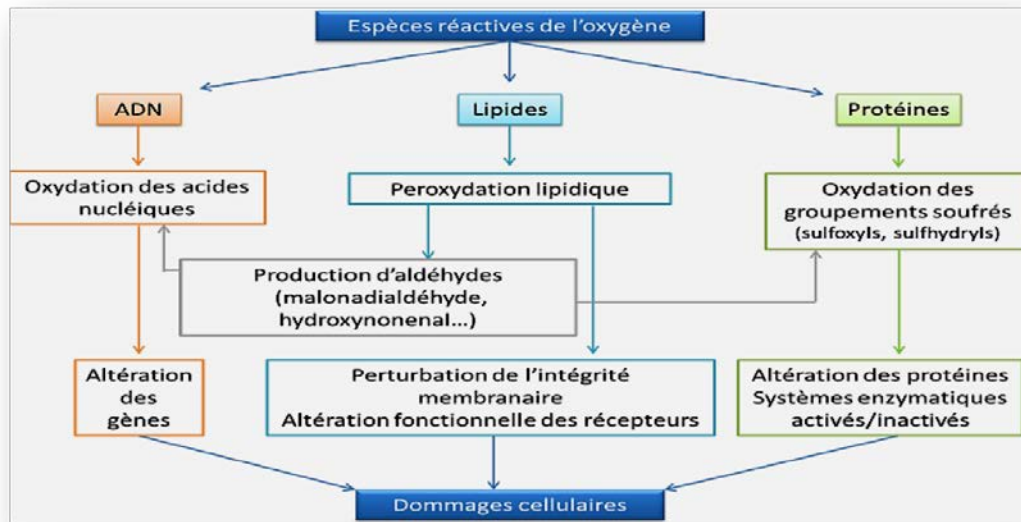 Espèces réactives de l'oxygène
ADN
Lipides
Protéines
Oxydation des acides
nucléiques
Peroxydation lipidique
Oxydation des
groupements soufrés
(sulfoxyls, sulfhydryls)
Production d'aldéhydes
(malonadialdéhyde,
hydroxynonenal...)
Altération
des
gènes
Perturbation de l'intégrité
membranaire
Altération fonctionnelle des récepteurs
Altération des protéines
Systèmes enzymatiques
activés/inactivés
Dommages cellulaires